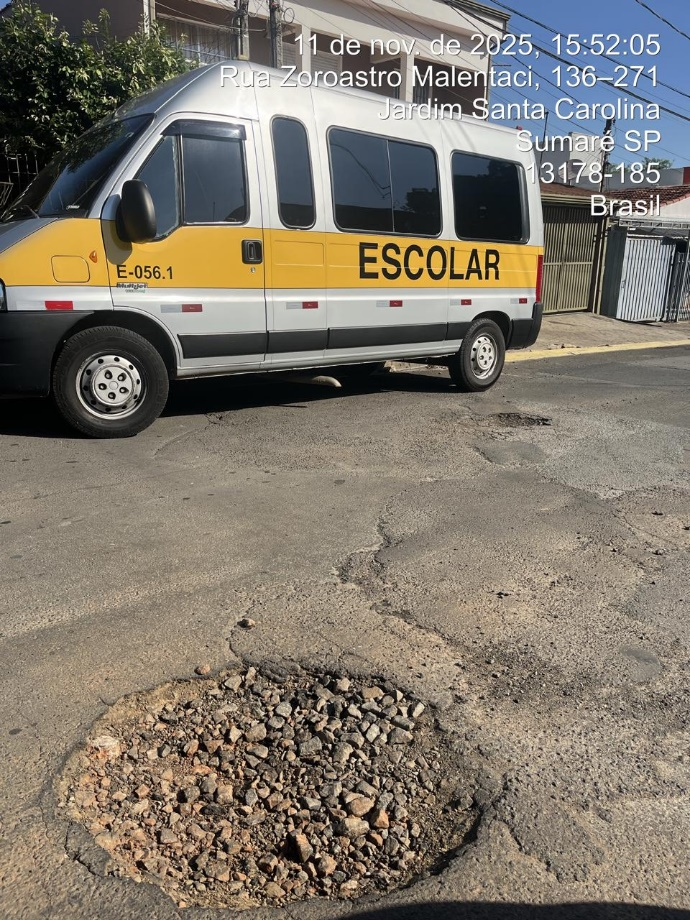 11 de nov. de 2025, 15:52:05
Rua Zoroastro Malentaci, 136–271
Jardim Santa Carolina
Sumaré SP
13178-185
Brasil
ESCOLAR
E-056.1
Multijet